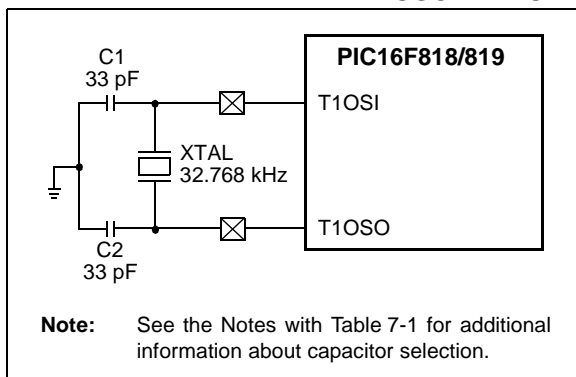 C1
33 pF
PIC16F818/819
T1OSI
XTAL
32.768 kHz
T1OSO
C2
33 pF
Note: See the Notes with Table 7-1 for additional
information about capacitor selection.